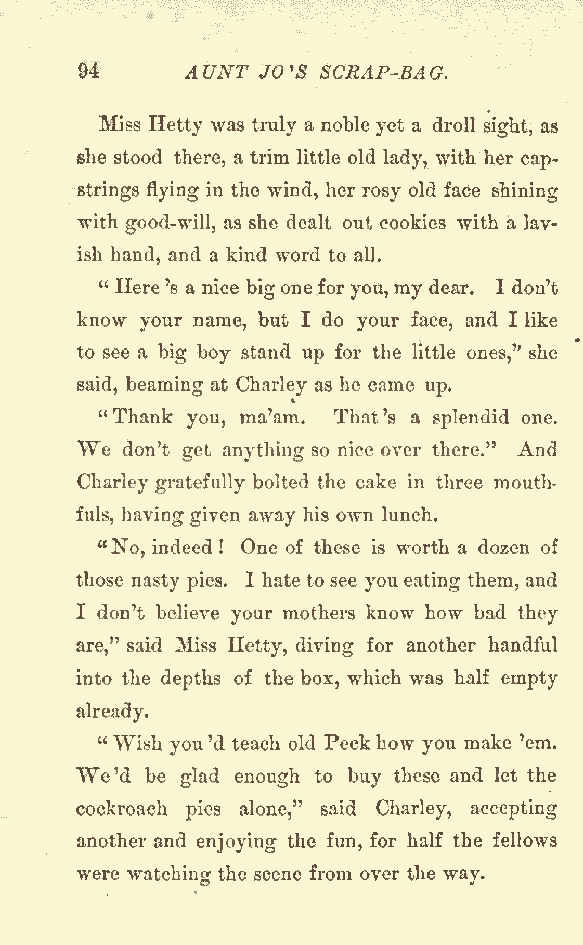 94 AUNT JO'S SCRAP-BAG.
Miss Hetty was truly a noble yet a droll sight, as
she stood there, a trim little old lady, with her cap-
strings flying in the wind, her rosy old face shining
with good-will, as she dealt out cookies with a lav-
ish hand, and a kind word to all.
"Here's a nice big one for you, my dear. I don't
know your name, but I do your face, and I like
to see a big boy stand up for the little ones," she
said, beaming at Charley as he came up.
"Thank you, ma'am. That's a splendid one.
We don't get anything so nice over there." And
Charley gratefully bolted the cake in three mouth-
fuls, having given away his own lunch.
"No, indeed! One of these is worth a dozen of
those nasty pies. I hate to see you eating them, and
I don't believe your mothers know how bad they
are," said Miss Hetty, diving for another handful
into the depths of the box, which was half empty
already.
"Wish you'd teach old Peck how you make 'em.
We'd be glad enough to buy these and let the
cockroach pies alone," said Charley, accepting
another and enjoying the fun, for half the fellows
were watching the scene from over the way.